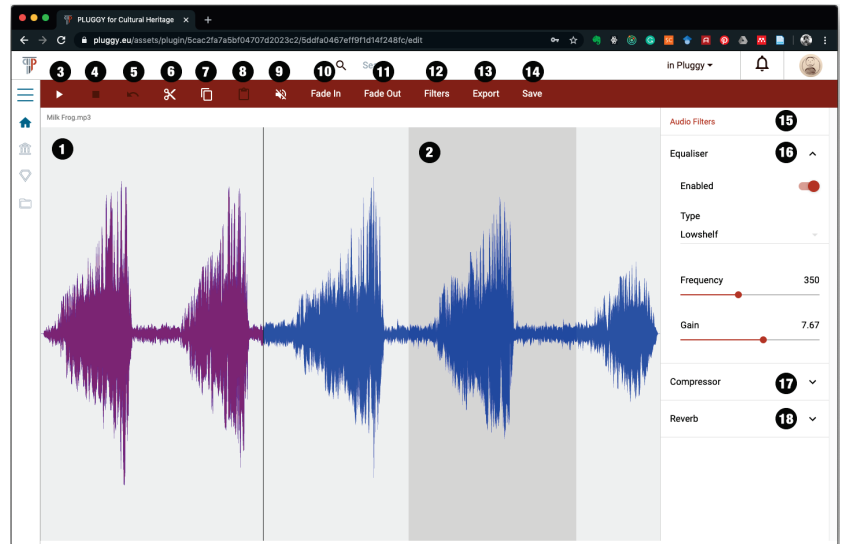 PLUGGY for Cultural Heritage
pluggy.eu/assets/plugin/5cac2fa7a5bf04707d2023c2/5ddfa0467eff9f1d14f248fc/edit
in Pluggy
3 4 5 6 7 8 9 10 11 12 13 14
Fade In Fade Out Filters Export Save
Milk Frog.mp3
1
2
Audio Filters 15
Equaliser 16
Enabled
Type
Lowshelf
Frequency 350
Gain 7.67
Compressor 17
Reverb 18